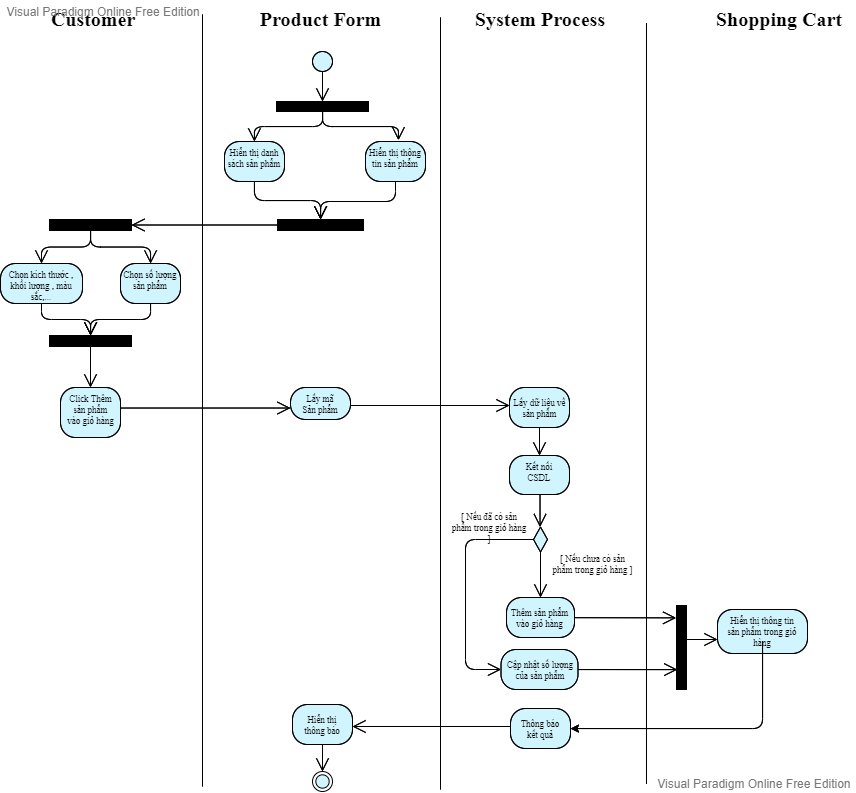 Visual Paradigm Online Free Edition
Customer
Product Form
System Process
Shopping Cart
Hiển thị danh
sách sản phẩm
Hiển thị thông
tin sản phẩm
Chọn kích thước ,
khối lượng , màu
sắc,...
Chọn số lượng
sản phẩm
Click Thêm
sản phẩm
vào giỏ hàng
Lấy mã
Sản phẩm
Lấy dữ liệu về
sản phẩm
Kết nối
CSDL
[ Nếu đã có sản
phẩm trong giỏ hàng
]
[ Nếu chưa có sản
phẩm trong giỏ hàng ]
Thêm sản phẩm
vào giỏ hàng
Hiển thị thông tin
sản phẩm trong giỏ
hàng
Cập nhật số lượng
của sản phẩm
Hiển thị
thông báo
Thông báo
kết quả
Visual Paradigm Online Free Edition